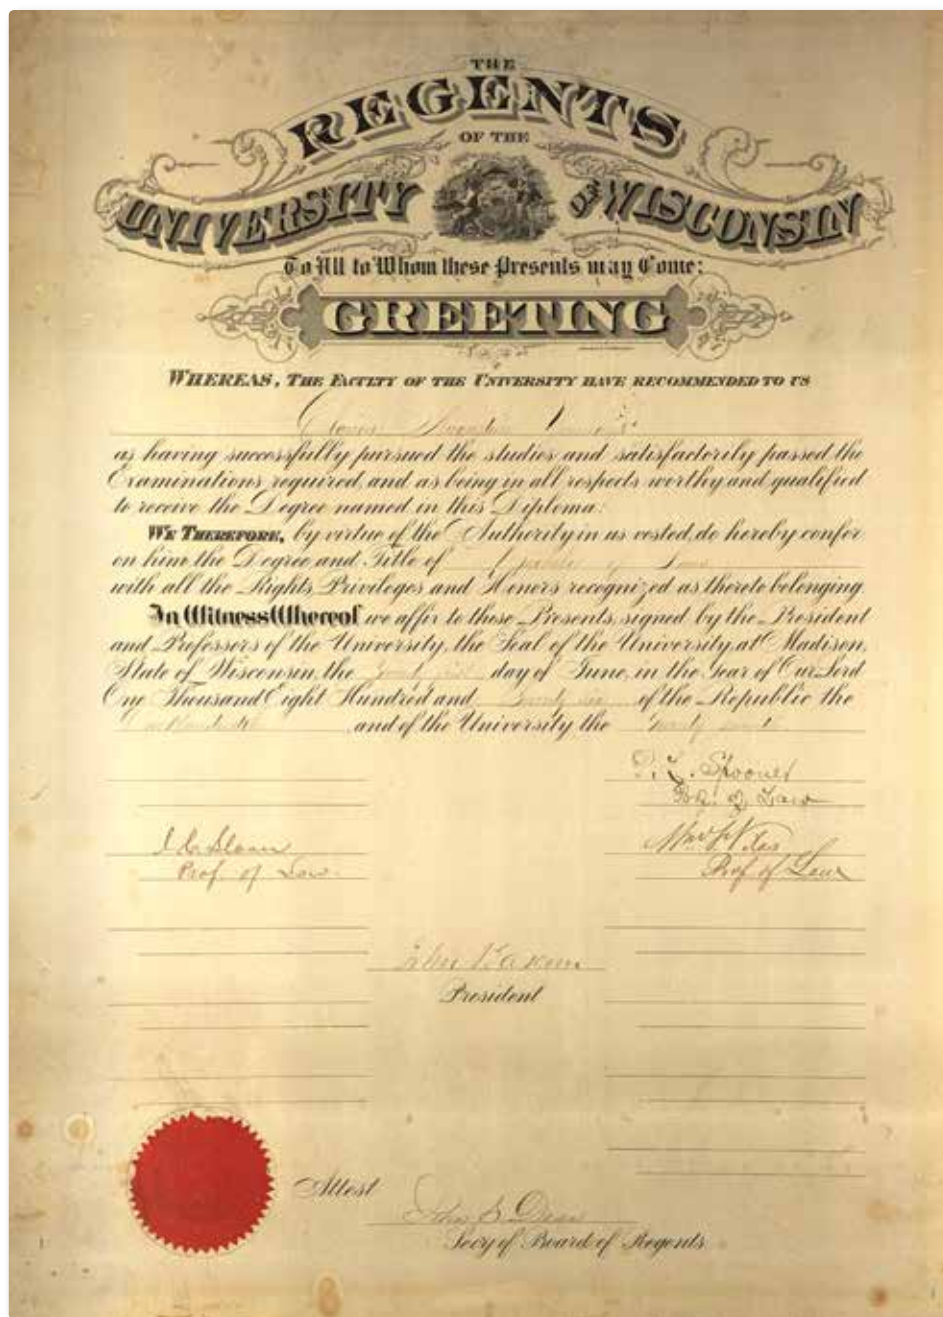 THE
REGENTS
OF THE
UNIVERSITY OF WISCONSIN
To All to Whom these Presents may Come:
GREETING
WHEREAS, THE FACULTY OF THE UNIVERSITY HAVE RECOMMENDED TO US
as having successfully pursued the studies and satisfactorily passed the
Examinations required and as being in all respects worthy and qualified
to receive the Degree named in this Diploma:
WE THEREFORE, by virtue of the Authority in us vested, do hereby confer
on him the Degree and Title of
with all the Rights Privileges and Honors recognized as thereto belonging.
In Witness Whereof we affix to these Presents, signed by the President
and Professors of the University, the Seal of the University, at Madison,
State of Wisconsin, the day of June, in the Year of Our Lord
One Thousand Eight Hundred and of the Republic the
and of the University the
P. L. Spooner
of Law
I. C. Sloan
Prof. of Law.
Prof of Law
John Bascom
President
Attest
John S. Dean
Secy of Board of Regents.